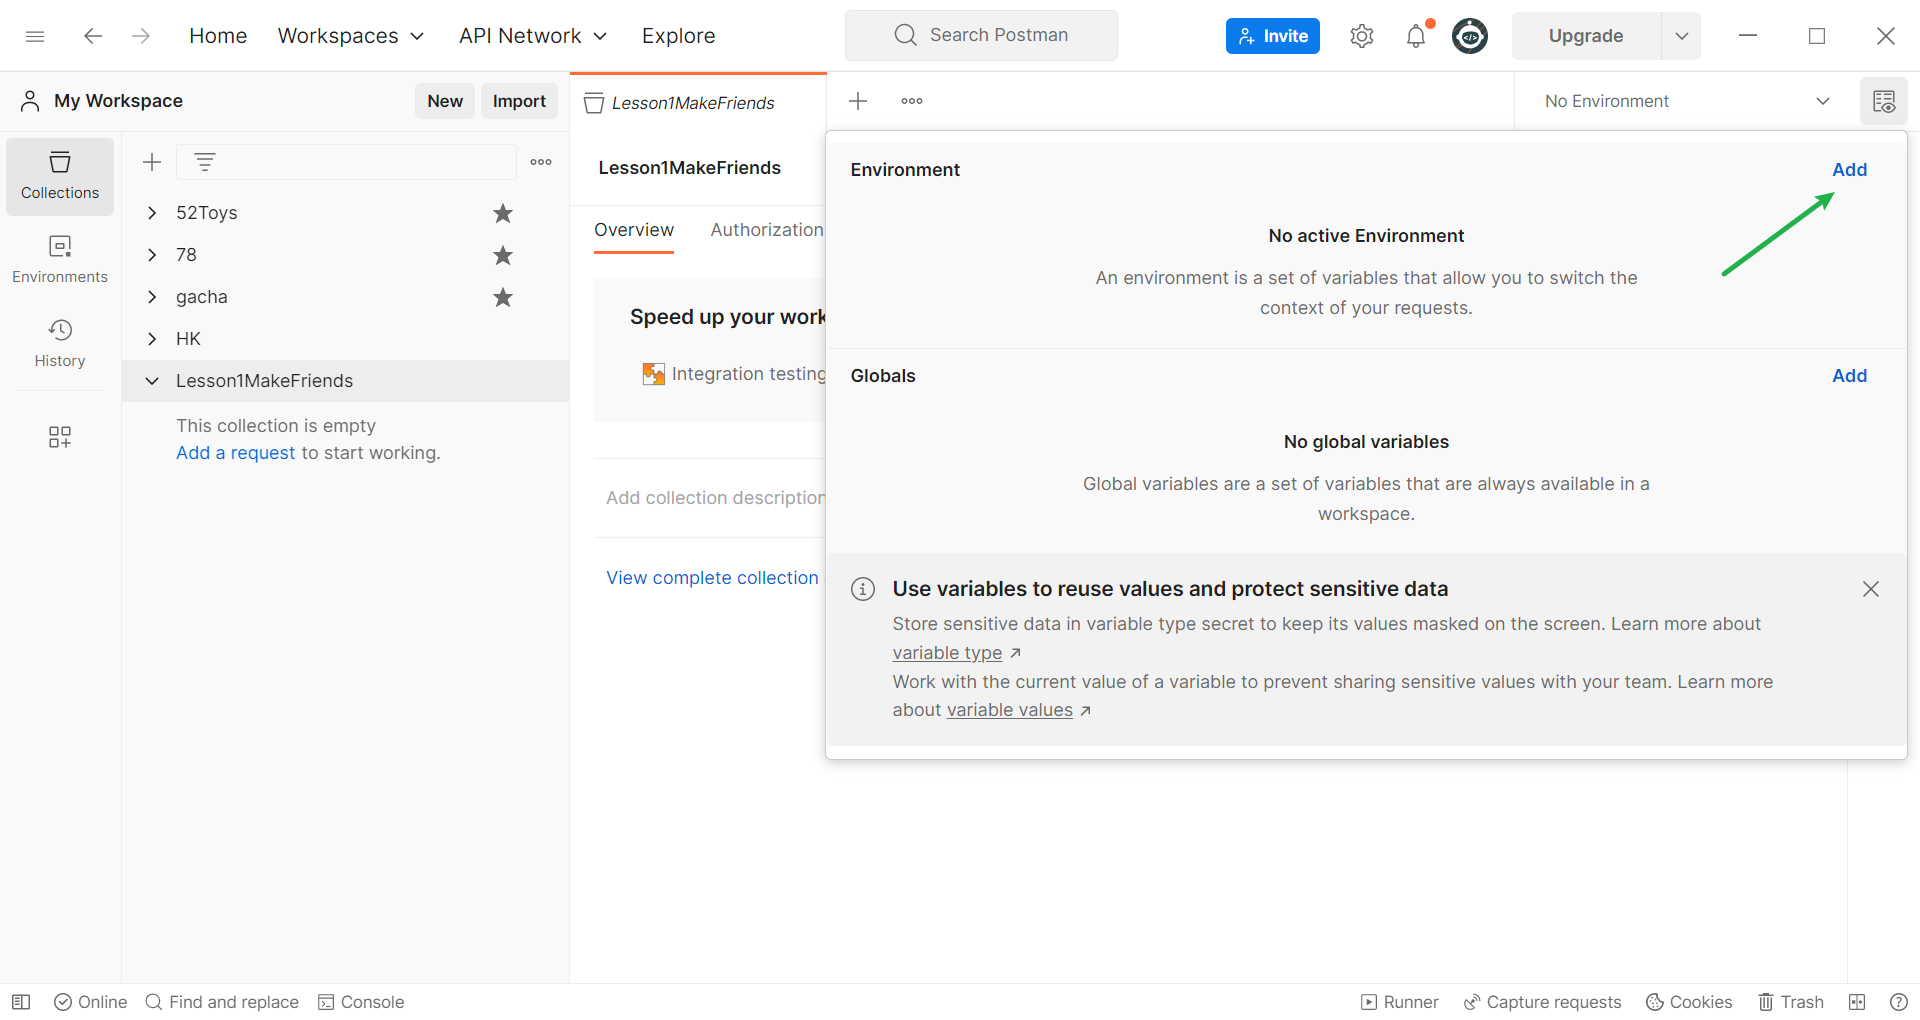 Home
Workspaces
API Network
Explore
Search Postman
Invite
Upgrade
My Workspace
New
Import
Lesson1MakeFriends
No Environment
Collections
Environments
History
52Toys
78
gacha
HK
Lesson1MakeFriends
This collection is empty
Add a request to start working.
Lesson1MakeFriends
Overview
Authorization
Speed up your work
Integration testing
Add collection description
View complete collection
Environment
Add
No active Environment
An environment is a set of variables that allow you to switch the
context of your requests.
Globals
Add
No global variables
Global variables are a set of variables that are always available in a
workspace.
Use variables to reuse values and protect sensitive data
Store sensitive data in variable type secret to keep its values masked on the screen. Learn more about
variable type ↗
Work with the current value of a variable to prevent sharing sensitive values with your team. Learn more
about variable values ↗
Online
Find and replace
Console
Runner
Capture requests
Cookies
Trash